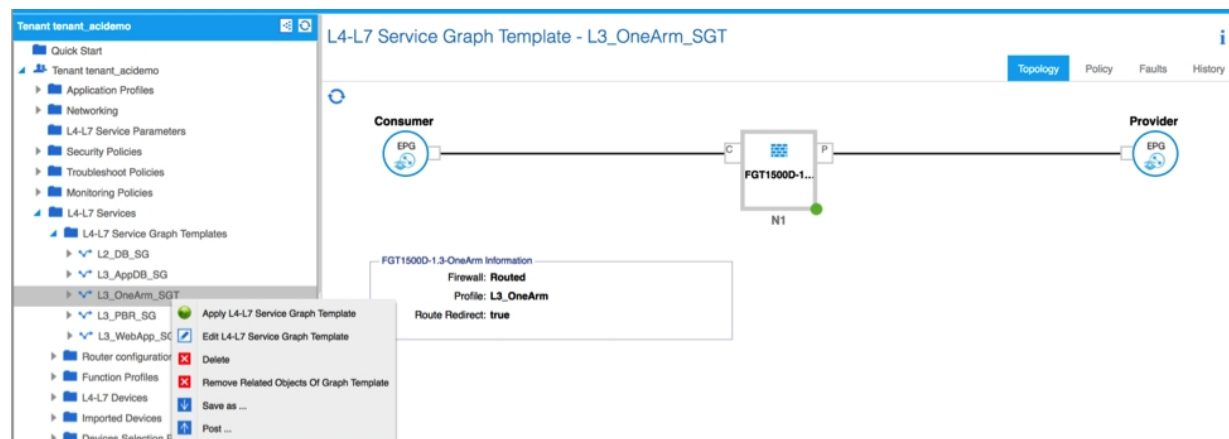 Tenant tenant_acidemo
Quick Start
Tenant tenant_acidemo
Application Profiles
Networking
L4-L7 Service Parameters
Security Policies
Troubleshoot Policies
Monitoring Policies
L4-L7 Services
L4-L7 Service Graph Templates
L2_DB_SG
L3_AppDB_SG
L3_OneArm_SGT
L3_PBR_SG
L3_WebApp_SG
Router configuration
Function Profiles
L4-L7 Devices
Imported Devices
Devices Selection
Apply L4-L7 Service Graph Template
Edit L4-L7 Service Graph Template
Delete
Remove Related Objects Of Graph Template
Save as ...
Post ...
L4-L7 Service Graph Template - L3_OneArm_SGT
i
Topology Policy Faults History
Consumer
EPG
C
P
FGT1500D-1...
N1
Provider
EPG
FGT1500D-1.3-OneArm Information
Firewall: Routed
Profile: L3_OneArm
Route Redirect: true